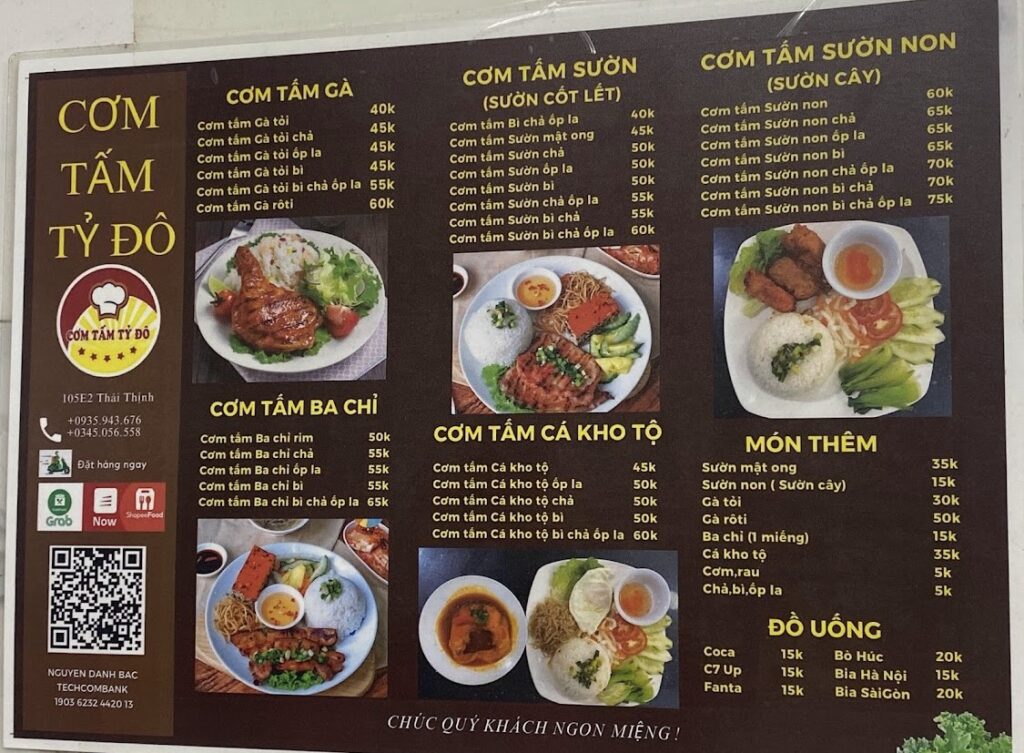 CƠM
TẤM
TỶ ĐÔ
CƠM TẤM TỶ ĐÔ
105E2 Thái Thịnh
+0935.943.676
+0345.056.558
Đặt hàng ngay
Grab
Now
ShopeeFood
NGUYEN DANH BAC
TECHCOMBANK
1903 6232 4420 13
CƠM TẤM GÀ
Cơm tấm Gà tỏi 40k
Cơm tấm Gà tỏi chả 45k
Cơm tấm Gà tỏi ốp la 45k
Cơm tấm Gà tỏi bì 45k
Cơm tấm Gà tỏi bì chả ốp la 55k
Cơm tấm Gà rôti 60k
CƠM TẤM BA CHỈ
Cơm tấm Ba chỉ rim 50k
Cơm tấm Ba chỉ chả 55k
Cơm tấm Ba chỉ ốp la 55k
Cơm tấm Ba chỉ bì 55k
Cơm tấm Ba chỉ bì chả ốp la 65k
CƠM TẤM SƯỜN
(SƯỜN CỐT LẾT)
Cơm tấm Bì chả ốp la 40k
Cơm tấm Sườn mật ong 45k
Cơm tấm Sườn chả 50k
Cơm tấm Sườn ốp la 50k
Cơm tấm Sườn bì 50k
Cơm tấm Sườn chả ốp la 55k
Cơm tấm Sườn bì chả 55k
Cơm tấm Sườn bì chả ốp la 60k
CƠM TẤM CÁ KHO TỘ
Cơm tấm Cá kho tộ 45k
Cơm tấm Cá kho tộ ốp la 50k
Cơm tấm Cá kho tộ chả 50k
Cơm tấm Cá kho tộ bì 50k
Cơm tấm Cá kho tộ bì chả ốp la 60k
CƠM TẤM SƯỜN NON
(SƯỜN CÂY)
Cơm tấm Sườn non 60k
Cơm tấm Sườn non chả 65k
Cơm tấm Sườn non ốp la 65k
Cơm tấm Sườn non bì 65k
Cơm tấm Sườn non chả ốp la 70k
Cơm tấm Sườn non bì chả 70k
Cơm tấm Sườn non bì chả ốp la 75k
MÓN THÊM
Sườn mật ong 35k
Sườn non ( Sườn cây) 15k
Gà tỏi 30k
Gà rôti 50k
Ba chỉ (1 miếng) 15k
Cá kho tộ 35k
Cơm,rau 5k
Chả,bì,ốp la 5k
ĐỒ UỐNG
Coca 15k Bò Húc 20k
C7 Up 15k Bia Hà Nội 15k
Fanta 15k Bia SàiGòn 20k
CHÚC QUÝ KHÁCH NGON MIỆNG !